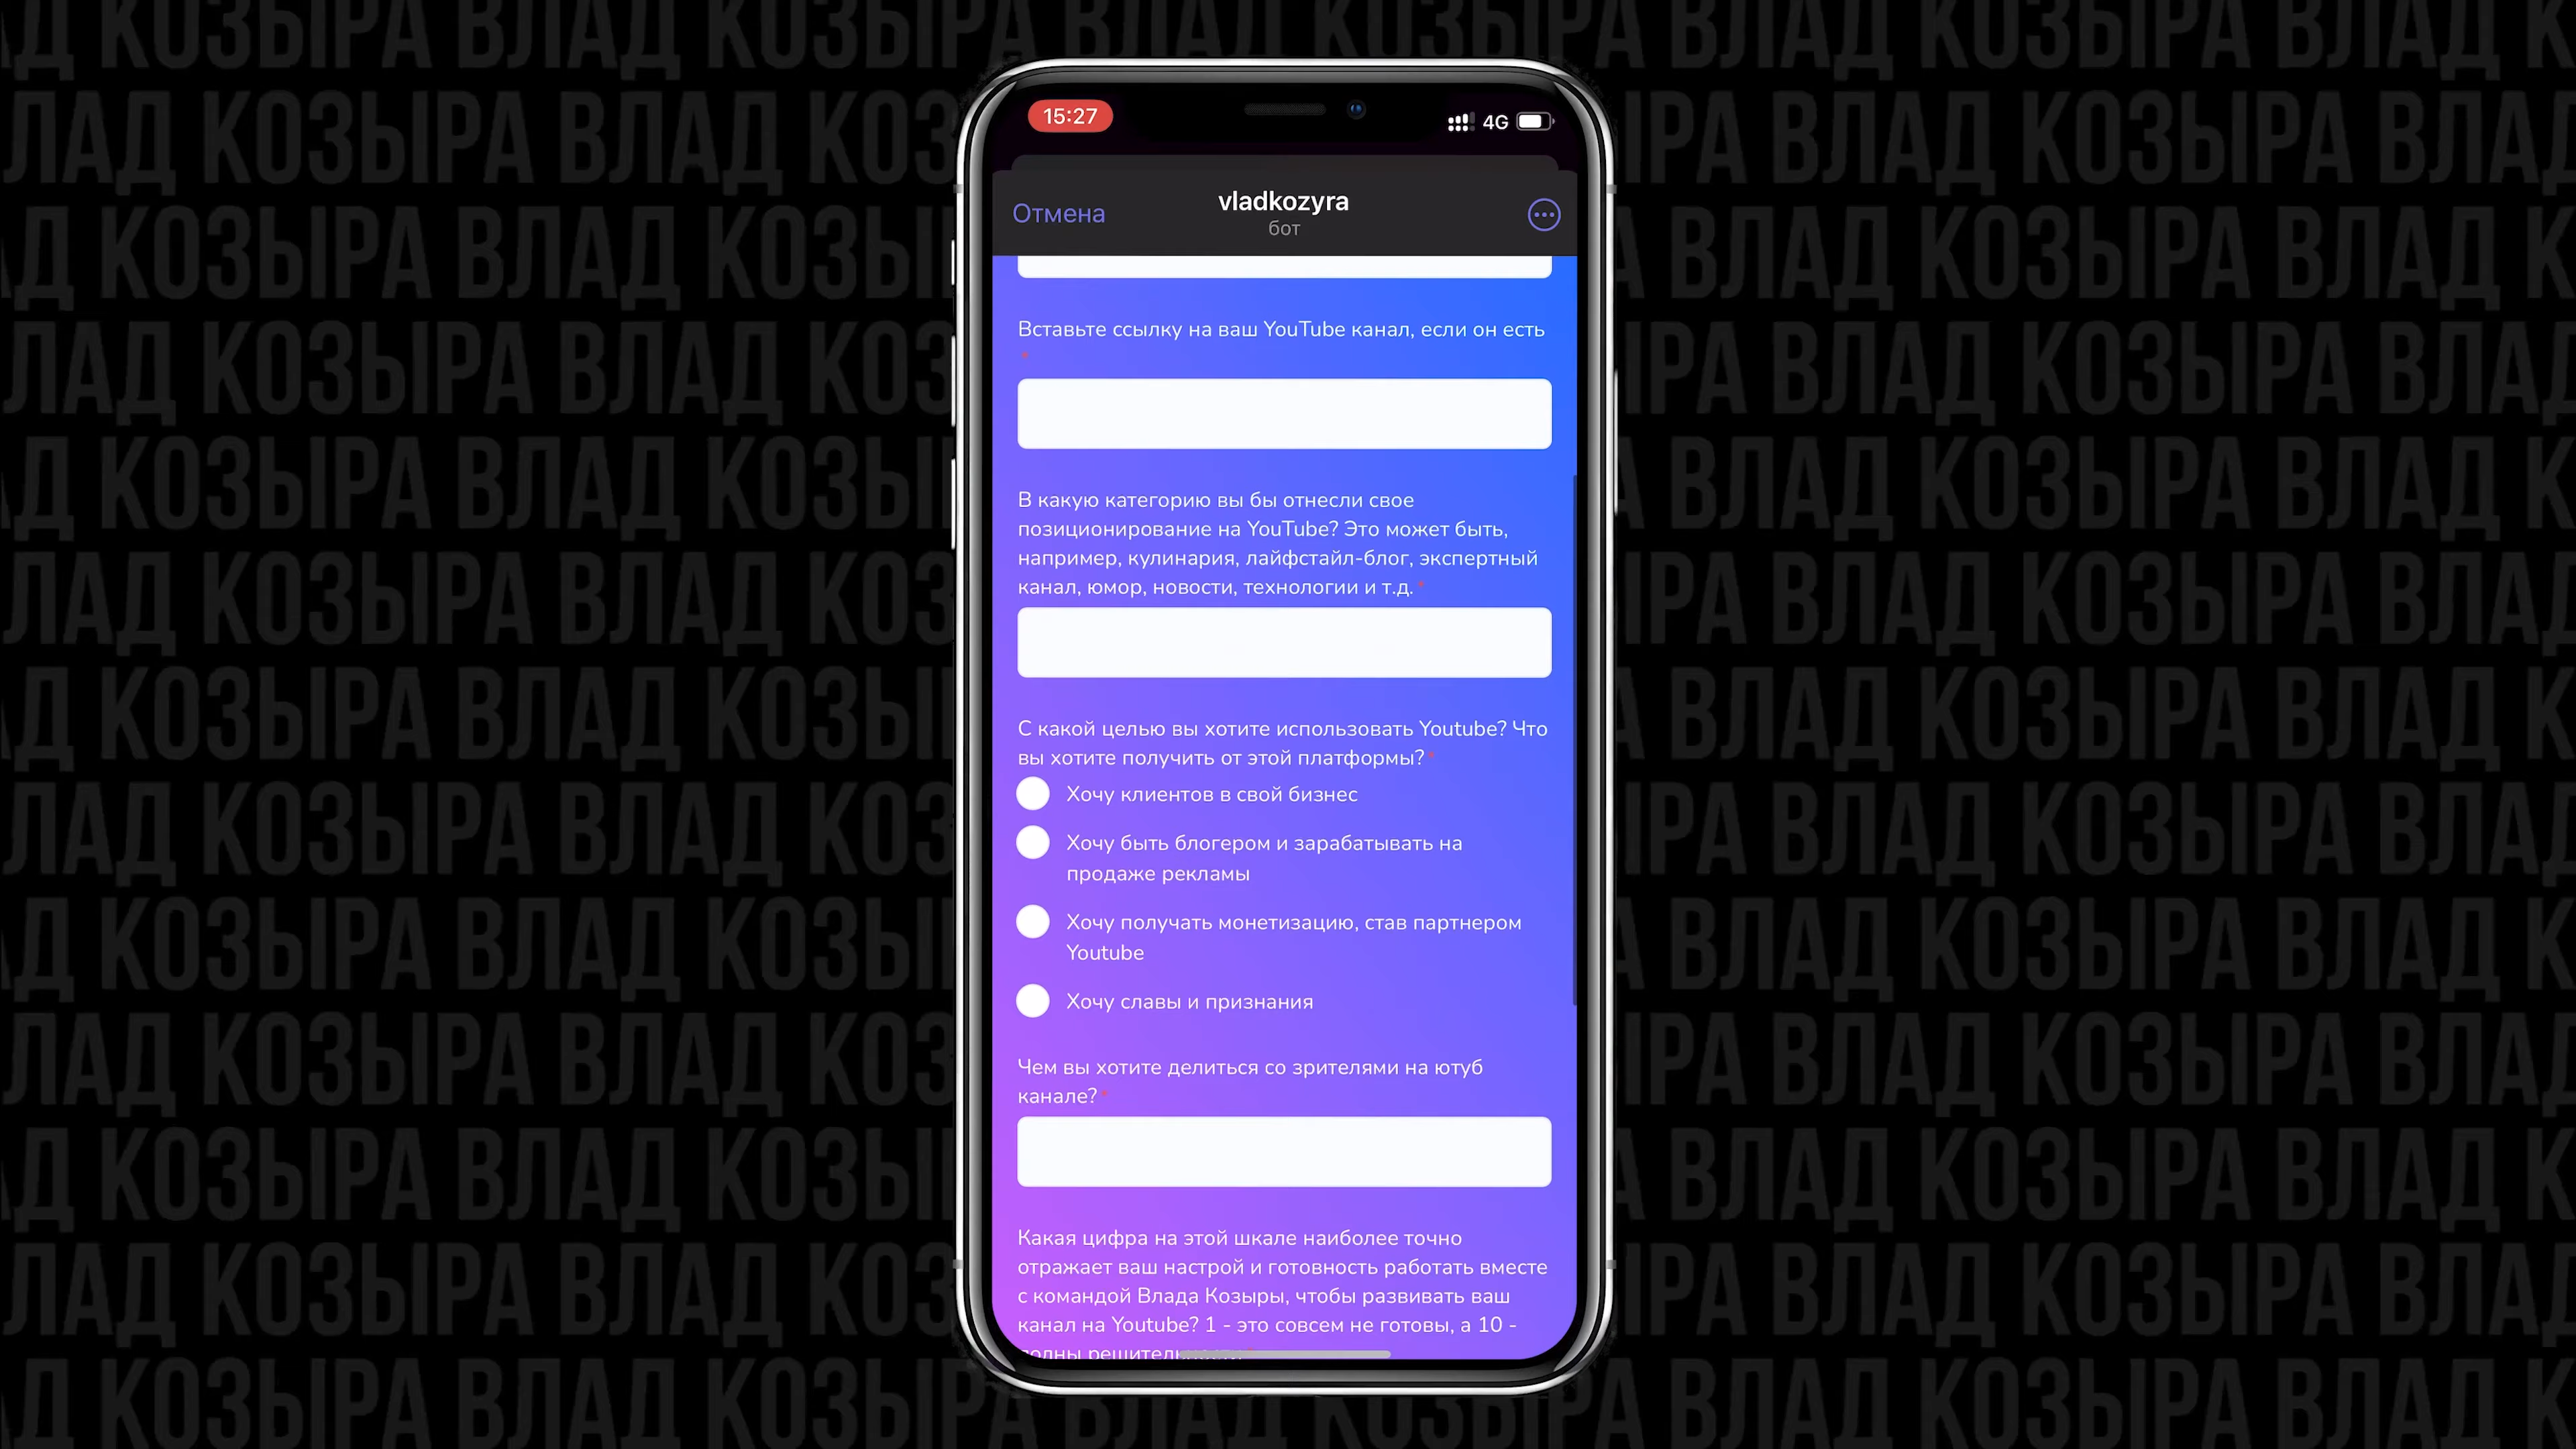 ВЛАД КОЗЫРА ВЛАД КОЗЫРА ВЛАД КОЗЫРА ВЛАД КОЗЫРА
15:27
4G
Отмена
vladkozyra
бот
Вставьте ссылку на ваш YouTube канал, если он есть
*
В какую категорию вы бы отнесли свое
позиционирование на YouTube? Это может быть,
например, кулинария, лайфстайл-блог, экспертный
канал, юмор, новости, технологии и т.д. *
С какой целью вы хотите использовать Youtube? Что
вы хотите получить от этой платформы? *
Хочу клиентов в свой бизнес
Хочу быть блогером и зарабатывать на
продаже рекламы
Хочу получать монетизацию, став партнером
Youtube
Хочу славы и признания
Чем вы хотите делиться со зрителями на ютуб
канале? *
Какая цифра на этой шкале наиболее точно
отражает ваш настрой и готовность работать вместе
с командой Влада Козыры, чтобы развивать ваш
канал на Youtube? 1 - это совсем не готовы, а 10 -